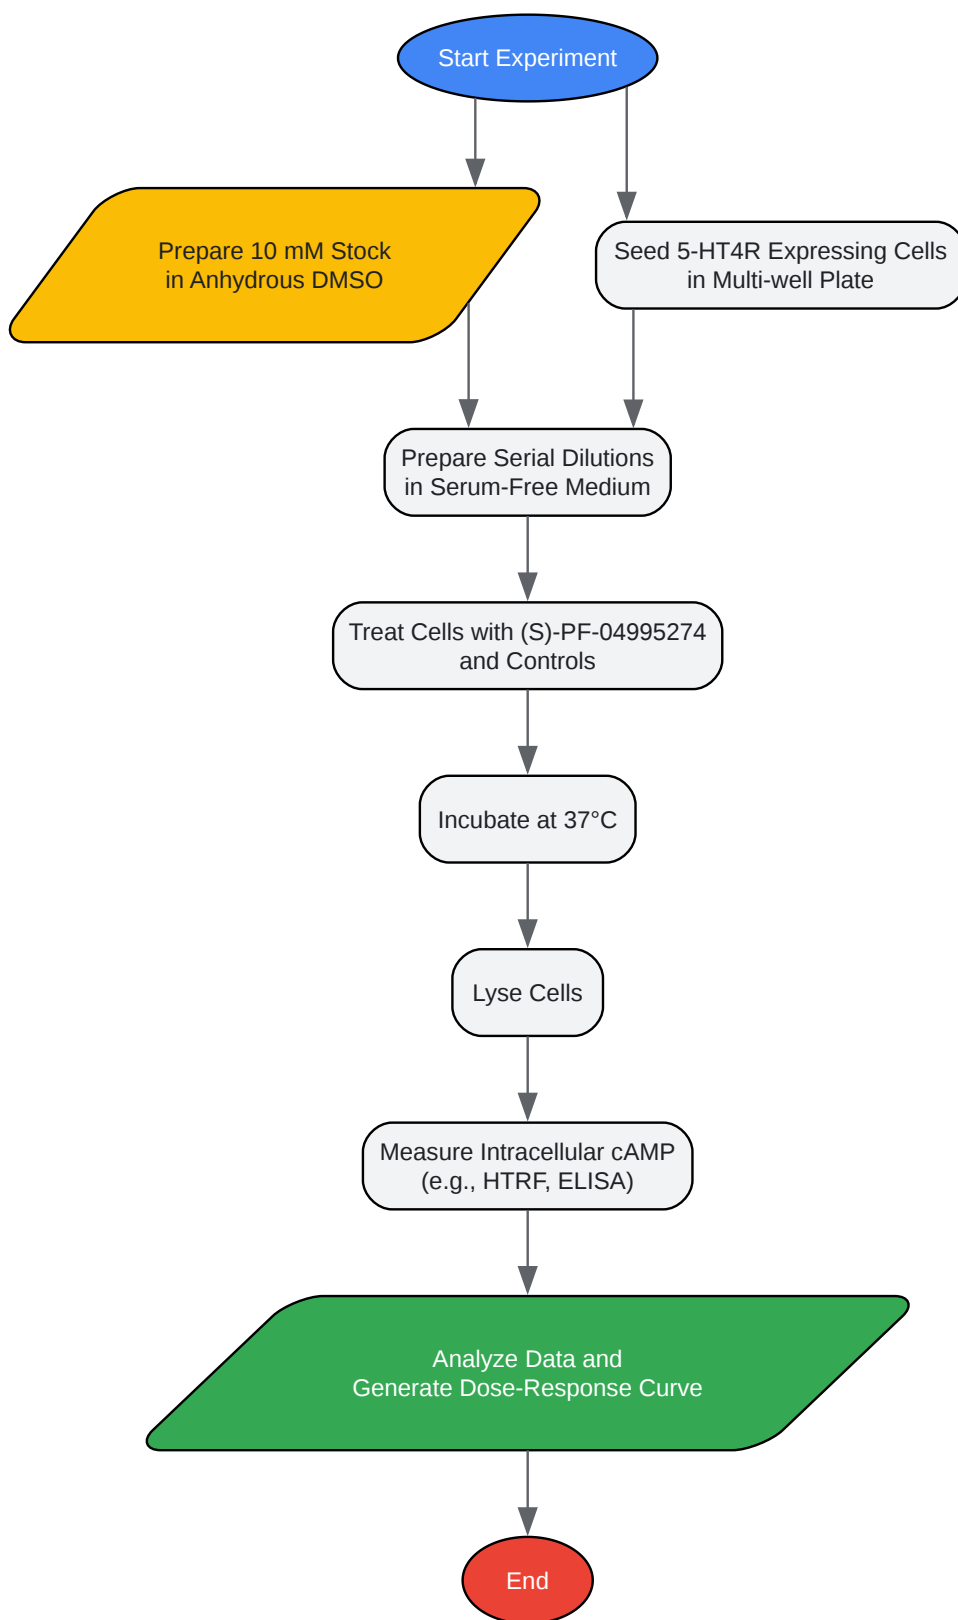 Start Experiment
Prepare 10 mM Stock
in Anhydrous DMSO
Seed 5-HT4R Expressing Cells
in Multi-well Plate
Prepare Serial Dilutions
in Serum-Free Medium
Treat Cells with (S)-PF-04995274
and Controls
Incubate at 37°C
Lyse Cells
Measure Intracellular cAMP
(e.g., HTRF, ELISA)
Analyze Data and
Generate Dose-Response Curve
End